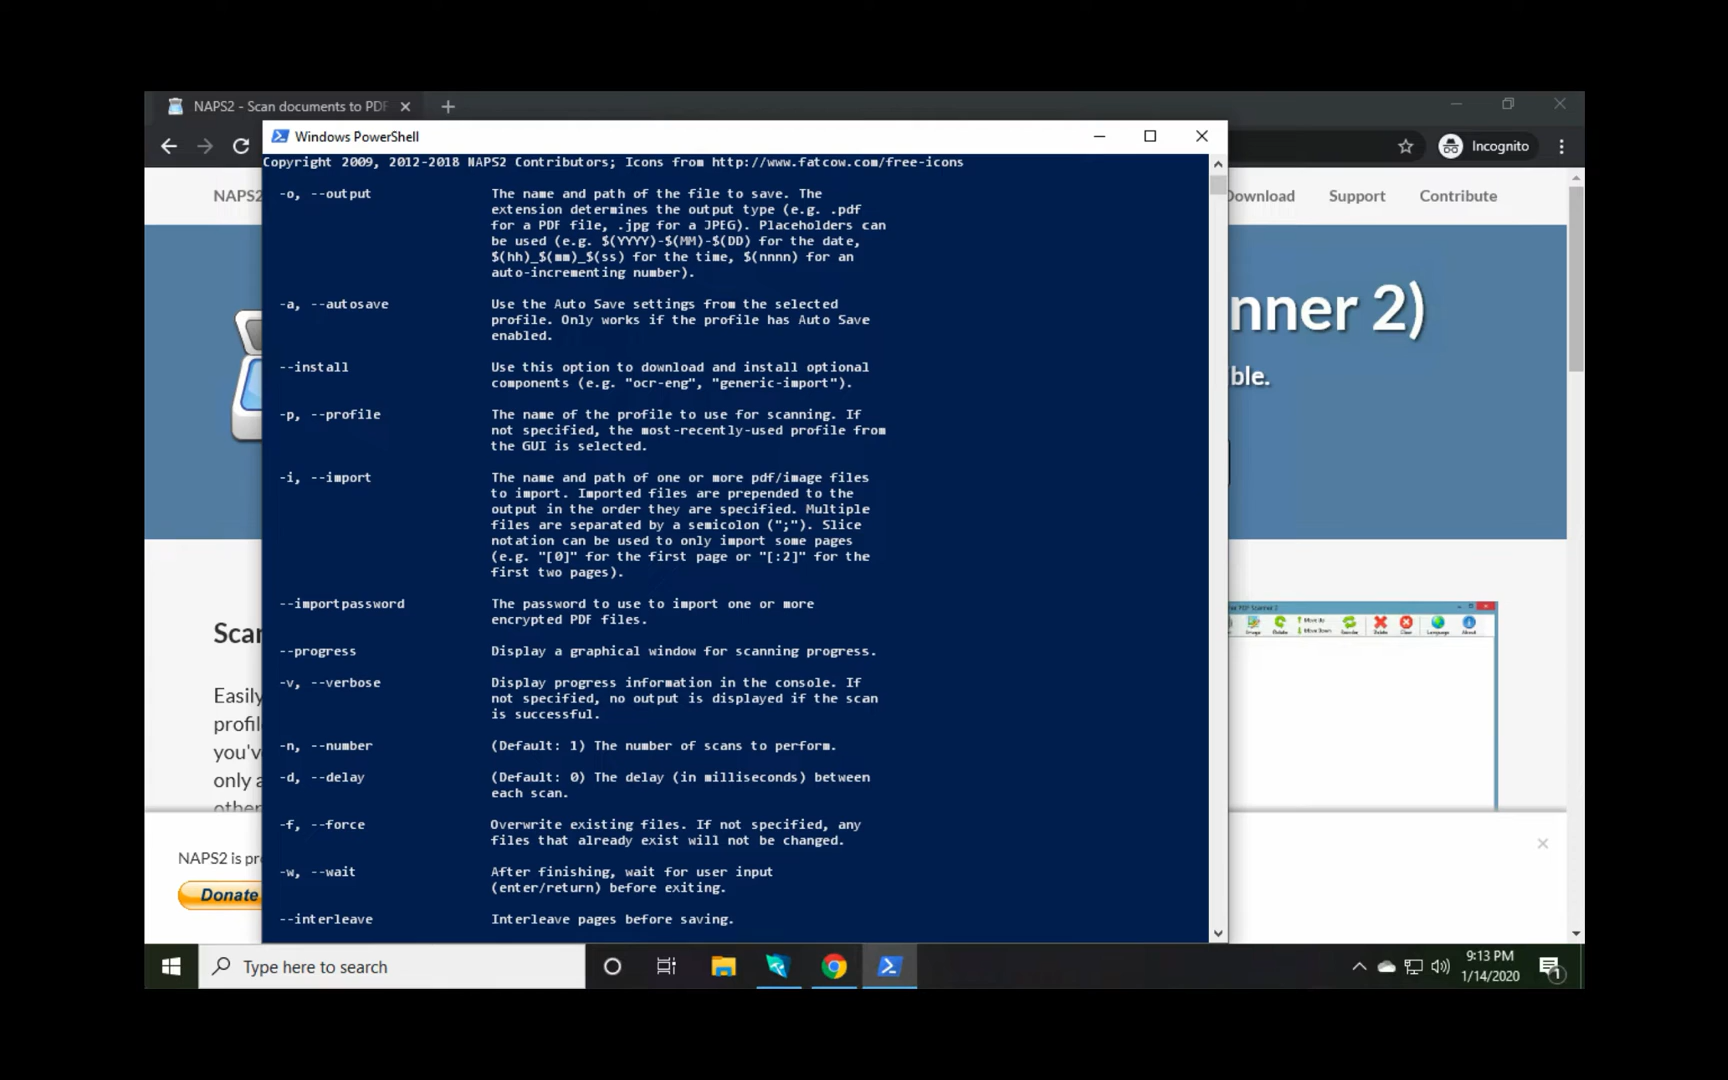 NAPS2 - Scan documents to PDF
Windows PowerShell
Incognito
NAPS2
Download
Support
Contribute
Copyright 2009, 2012-2018 NAPS2 Contributors; Icons from http://www.fatcow.com/free-icons
-o, --output The name and path of the file to save. The
extension determines the output type (e.g. .pdf
for a PDF file, .jpg for a JPEG). Placeholders can
be used (e.g. $(YYYY)-$(MM)-$(DD) for the date,
$(hh)_$(mm)_$(ss) for the time, $(nnnn) for an
auto-incrementing number).
-a, --autosave Use the Auto Save settings from the selected
profile. Only works if the profile has Auto Save
enabled.
--install Use this option to download and install optional
components (e.g. "ocr-eng", "generic-import").
-p, --profile The name of the profile to use for scanning. If
not specified, the most-recently-used profile from
the GUI is selected.
-i, --import The name and path of one or more pdf/image files
to import. Imported files are prepended to the
output in the order they are specified. Multiple
files are separated by a semicolon (";"). Slice
notation can be used to only import some pages
(e.g. "[0]" for the first page or "[:2]" for the
first two pages).
--importpassword The password to use to import one or more
encrypted PDF files.
--progress Display a graphical window for scanning progress.
-v, --verbose Display progress information in the console. If
not specified, no output is displayed if the scan
is successful.
-n, --number (Default: 1) The number of scans to perform.
-d, --delay (Default: 0) The delay (in milliseconds) between
each scan.
-f, --force Overwrite existing files. If not specified, any
files that already exist will not be changed.
-w, --wait After finishing, wait for user input
(enter/return) before exiting.
--interleave Interleave pages before saving.
nner 2)
ble.
Scan
Easily
profil
you'v
only a
other
NAPS2 is pr
Donate
Image
Rotate
Move Up
Move Down
Reorder
Delete
Clear
Language
About
Type here to search
9:13 PM
1/14/2020
1